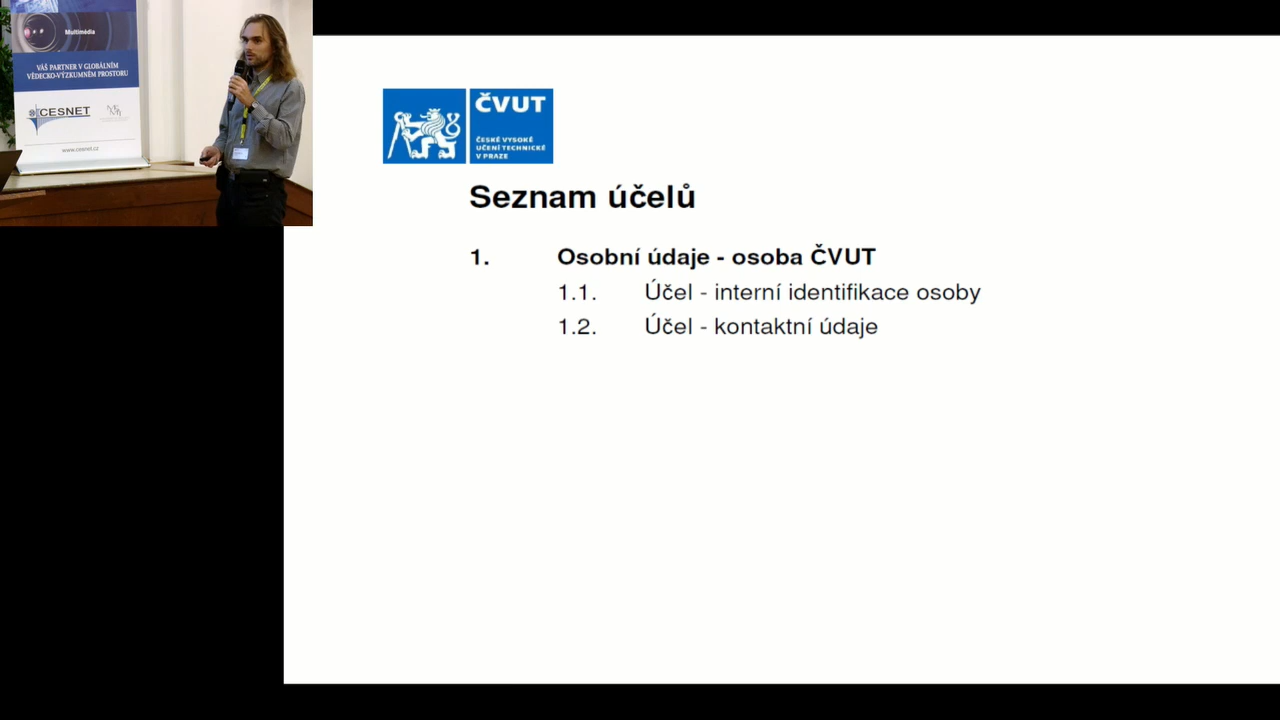 Multimédia
VÁŠ PARTNER V GLOBÁLNÍM
VĚDECKO-VÝZKUMNÉM PROSTORU
CESNET
www.cesnet.cz
ČVUT
ČESKÉ VYSOKÉ
UČENÍ TECHNICKÉ
V PRAZE
Seznam účelů
1. Osobní údaje - osoba ČVUT
1.1. Účel - interní identifikace osoby
1.2. Účel - kontaktní údaje